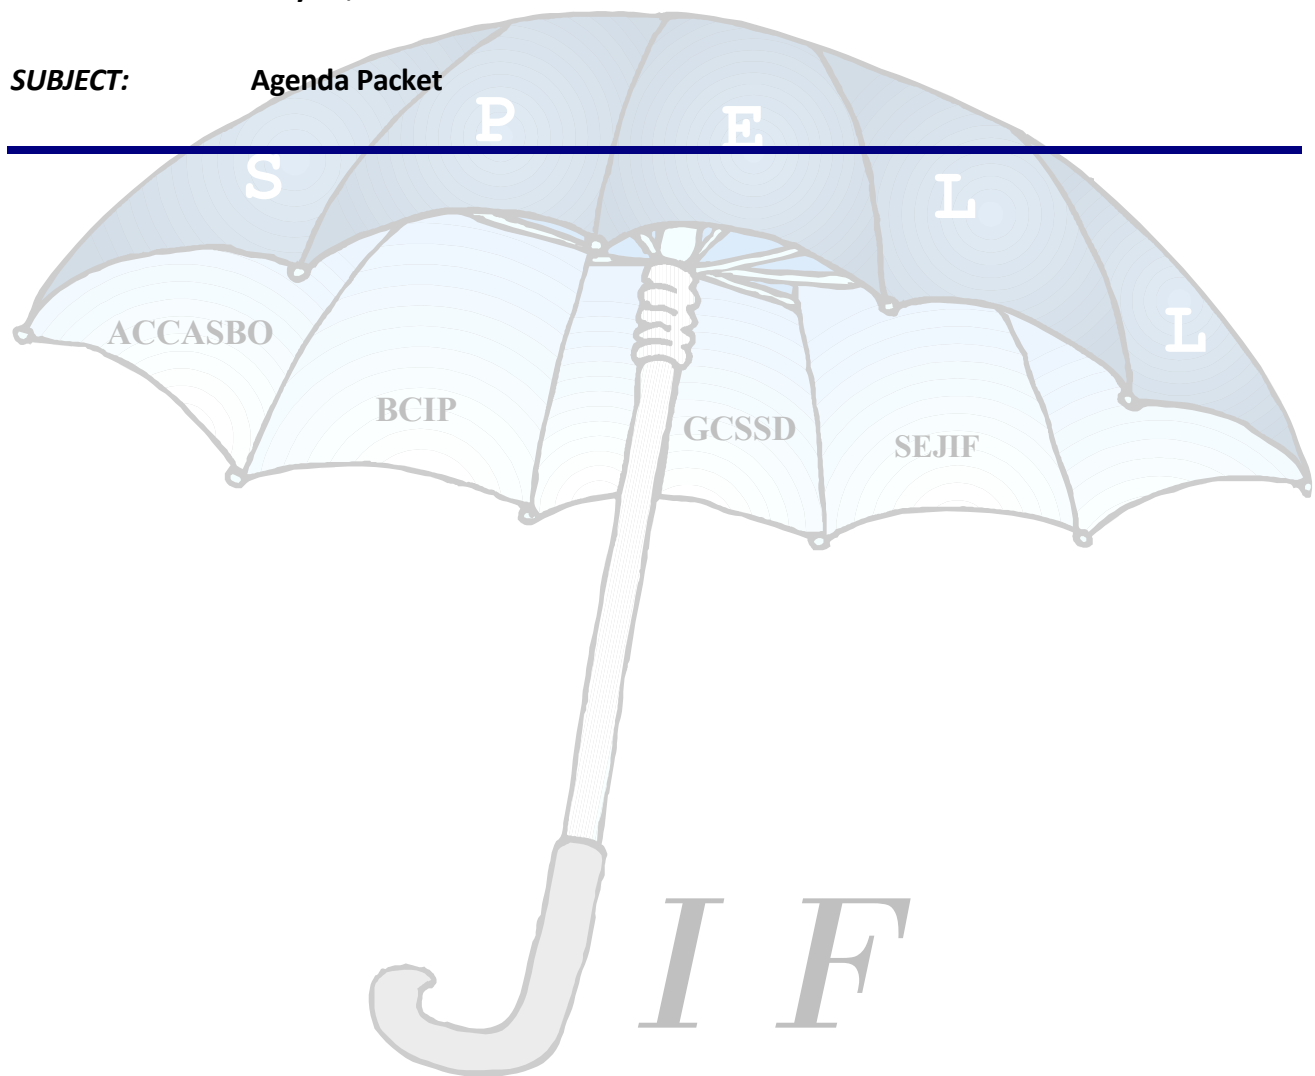 SUBJECT: Agenda Packet
S P E L L
ACCASBO
BCIP
GCSSD
SEJIF
I F